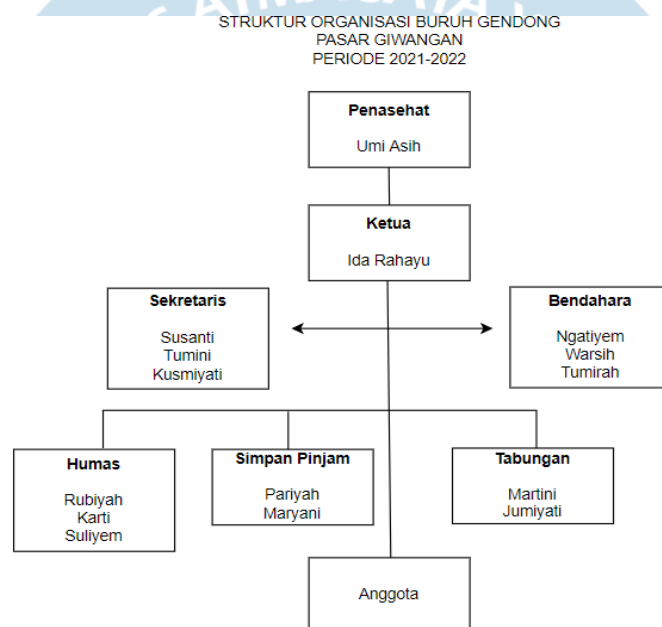 STRUKTUR ORGANISASI BURUH GENDONG
PASAR GIWANGAN
PERIODE 2021-2022
Penasehat
Umi Asih
Ketua
Ida Rahayu
Sekretaris
Susanti
Tumini
Kusmiyati
Bendahara
Ngatiyem
Warsih
Tumirah
Humas
Rubiyah
Karti
Suliyem
Simpan Pinjam
Pariyah
Maryani
Tabungan
Martini
Jumiyati
Anggota